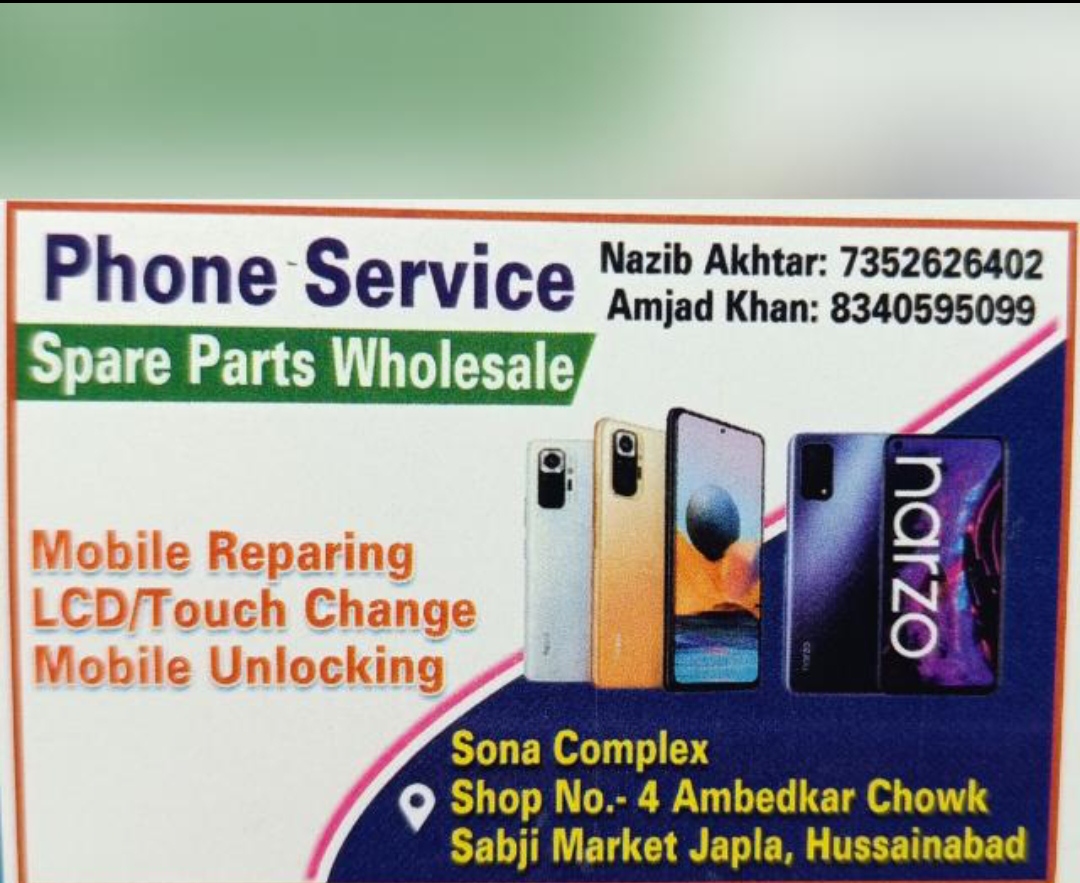 Phone Service
Nazib Akhtar: 7352626402
Amjad Khan: 8340595099
Spare Parts Wholesale
narzo
Mobile Reparing
LCD/Touch Change
Mobile Unlocking
Sona Complex
Shop No.- 4 Ambedkar Chowk
Sabji Market Japla, Hussainabad